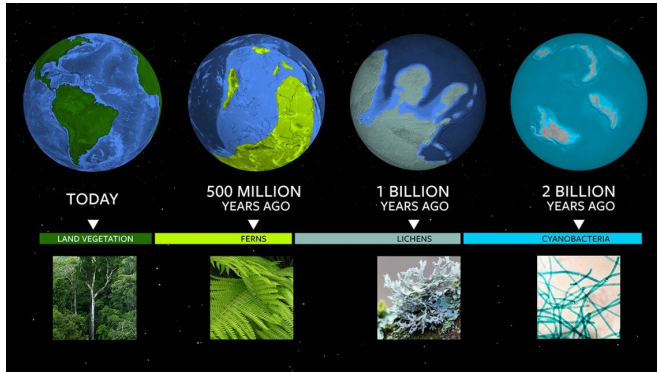 TODAY
500 MILLION
YEARS AGO
1 BILLION
YEARS AGO
2 BILLION
YEARS AGO
LAND VEGETATION
FERNS
LICHENS
CYANOBACTERIA